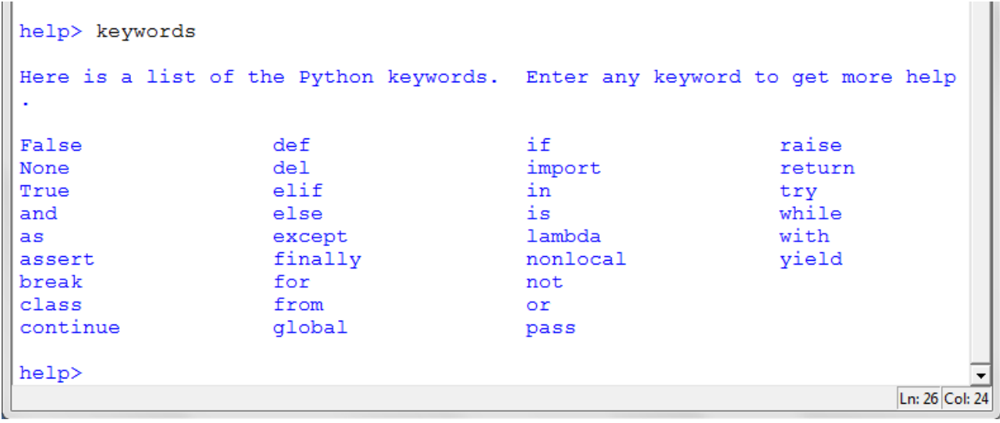 help> keywords
Here is a list of the Python keywords.  Enter any keyword to get more help
.
False                def                 if                  raise
None                 del                 import              return
True                 elif                in                  try
and                  else                is                  while
as                   except              lambda              with
assert               finally             nonlocal            yield
break                for                 not
class                from                or
continue             global              pass
help>
Ln: 26 Col: 24